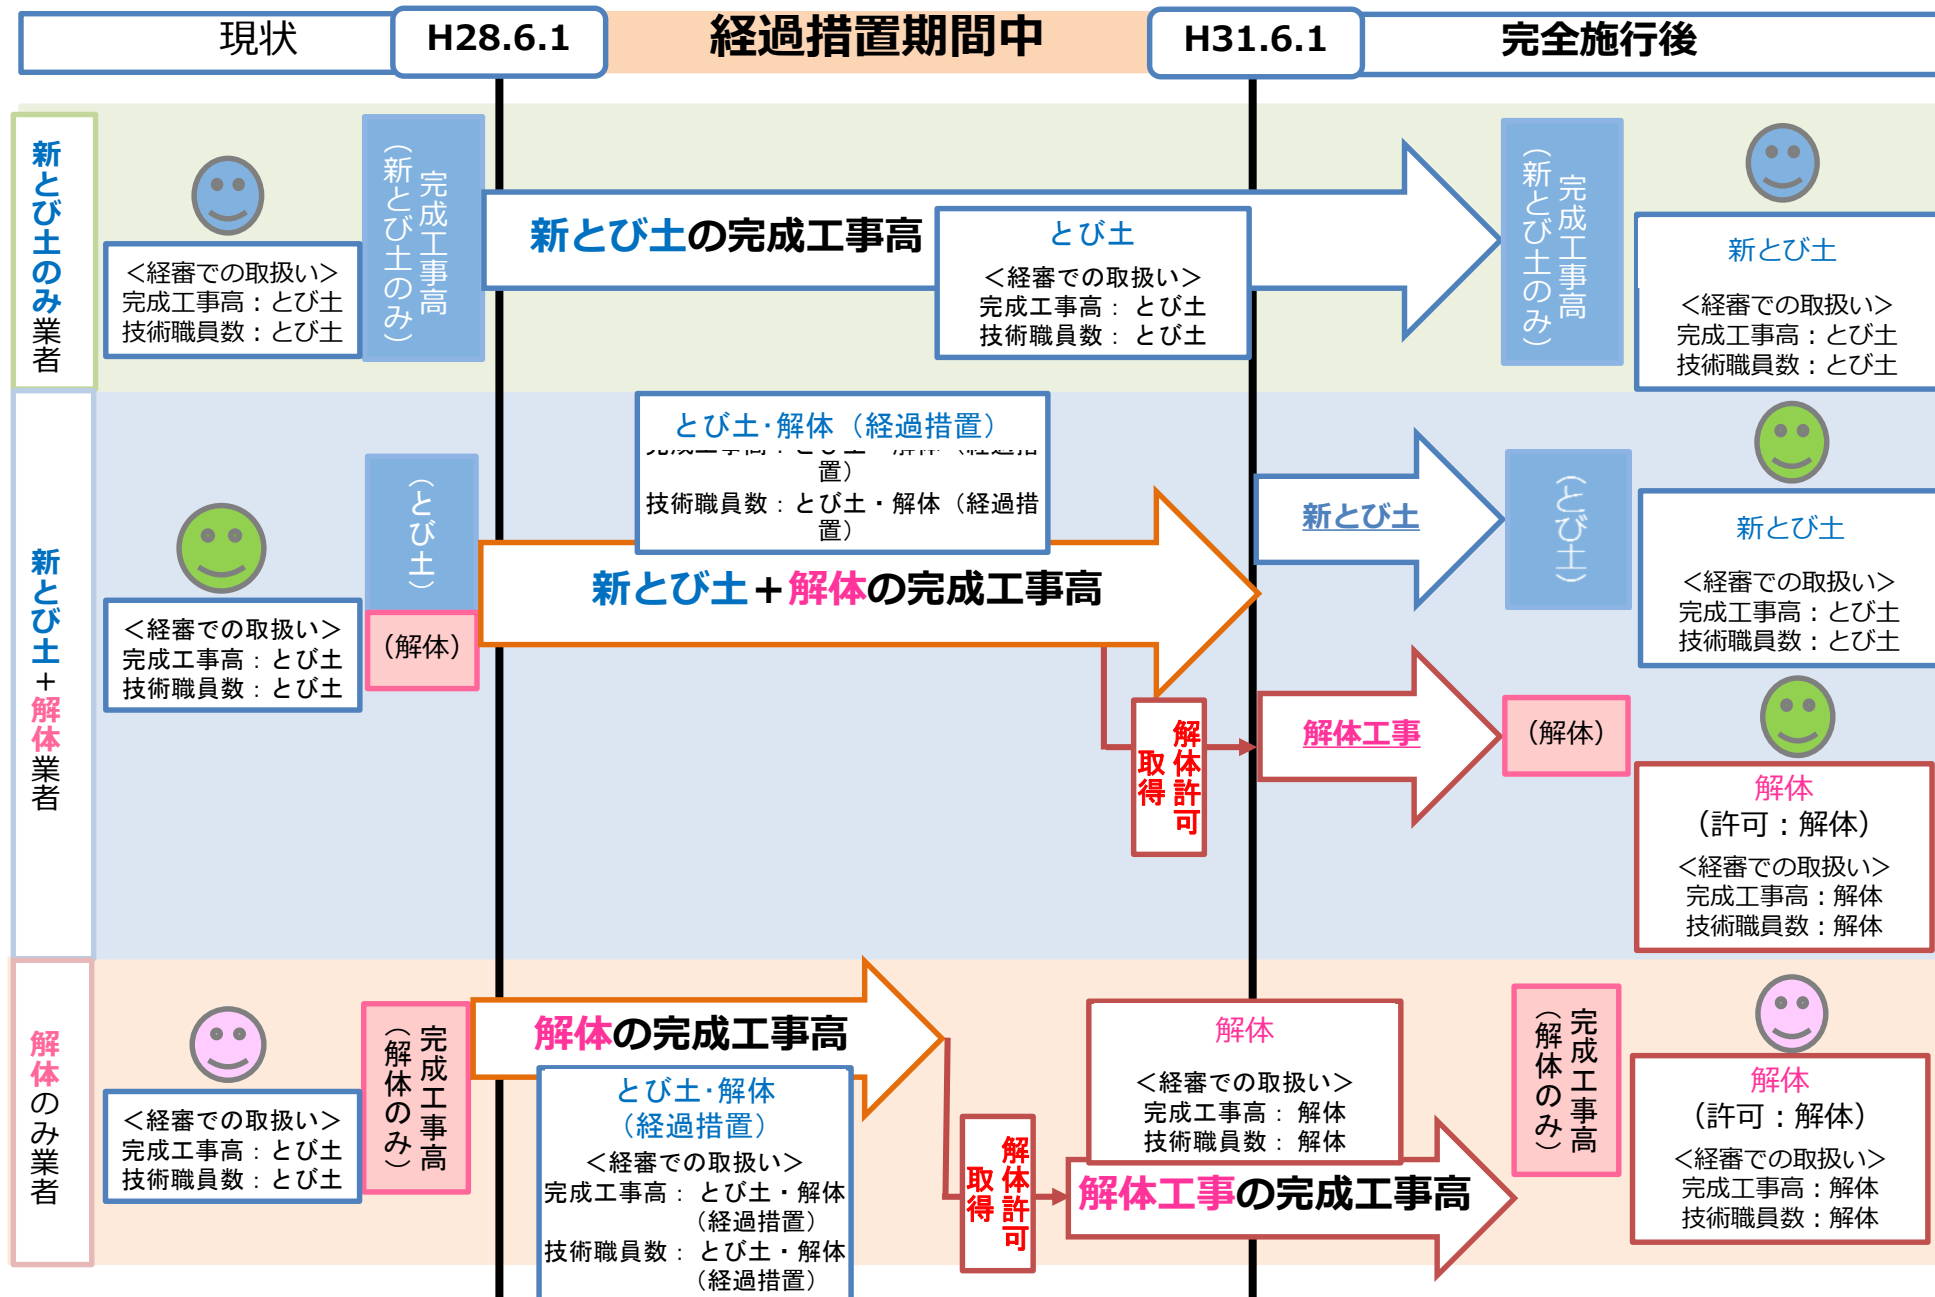 現状
H28.6.1
経過措置期間中
H31.6.1
完全施行後
新とび土のみ業者
<経審での取扱い>
完成工事高：とび土
技術職員数：とび土
完成工事高
（新とび土のみ）
新とび土の完成工事高
とび土
<経審での取扱い>
完成工事高： とび土
技術職員数： とび土
完成工事高
（新とび土のみ）
新とび土
<経審での取扱い>
完成工事高：とび土
技術職員数：とび土
新とび土＋解体業者
<経審での取扱い>
完成工事高：とび土
技術職員数：とび土
（とび土）
（解体）
とび土・解体（経過措置）
完成工事高：とび土・解体（経過措
置）
技術職員数：とび土・解体（経過措
置）
新とび土＋解体の完成工事高
解体許可
取得
新とび土
解体工事
（とび土）
（解体）
新とび土
<経審での取扱い>
完成工事高：とび土
技術職員数：とび土
解体
（許可：解体）
<経審での取扱い>
完成工事高：解体
技術職員数：解体
解体のみ業者
<経審での取扱い>
完成工事高：とび土
技術職員数：とび土
完成工事高
（解体のみ）
解体の完成工事高
とび土・解体
（経過措置）
<経審での取扱い>
完成工事高： とび土・解体
（経過措置）
技術職員数： とび土・解体
（経過措置）
解体許可
取得
解体
<経審での取扱い>
完成工事高： 解体
技術職員数： 解体
解体工事の完成工事高
完成工事高
（解体のみ）
解体
（許可：解体）
<経審での取扱い>
完成工事高：解体
技術職員数：解体